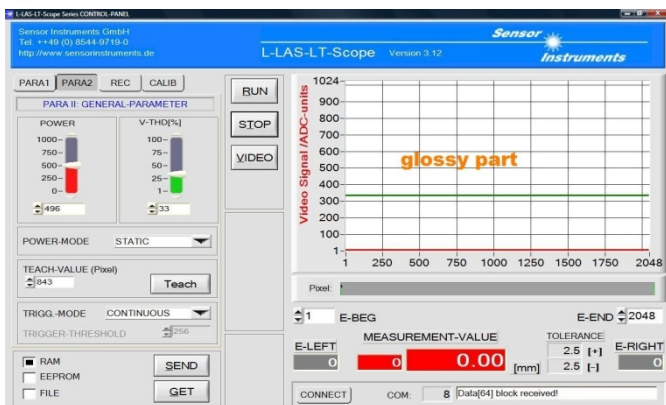 L-LAS-LT-Scope Series CONTROL-PANEL
Sensor Instruments GmbH
Tel. ++49 (0) 8544-9719-0
http://www.sensorinstruments.de
L-LAS-LT-Scope Version 3.12
Sensor
Instruments
PARA1 PARA2 REC CALIB
PARA II: GENERAL-PARAMETER
POWER V-THD[%]
1000- 100-
750- 75-
500- 50-
250- 25-
0- 1-
496 33
POWER-MODE STATIC
TEACH-VALUE (Pixel)
843 Teach
TRIGG.-MODE CONTINUOUS
TRIGGER-THRESHOLD 256
RAM
EEPROM
FILE
SEND
GET
RUN
STOP
VIDEO
Video Signal /ADC-units
1024-
900-
800-
700-
600-
500-
400-
300-
200-
100-
1-
glossy part
1 250 500 750 1000 1250 1500 1750 2048
Pixel:
1 E-BEG E-END 2048
MEASUREMENT-VALUE TOLERANCE
E-LEFT 2.5 [+] E-RIGHT
0 0 0.00 [mm] 2.5 [-] 0
CONNECT COM: 8 Data[64] block received!